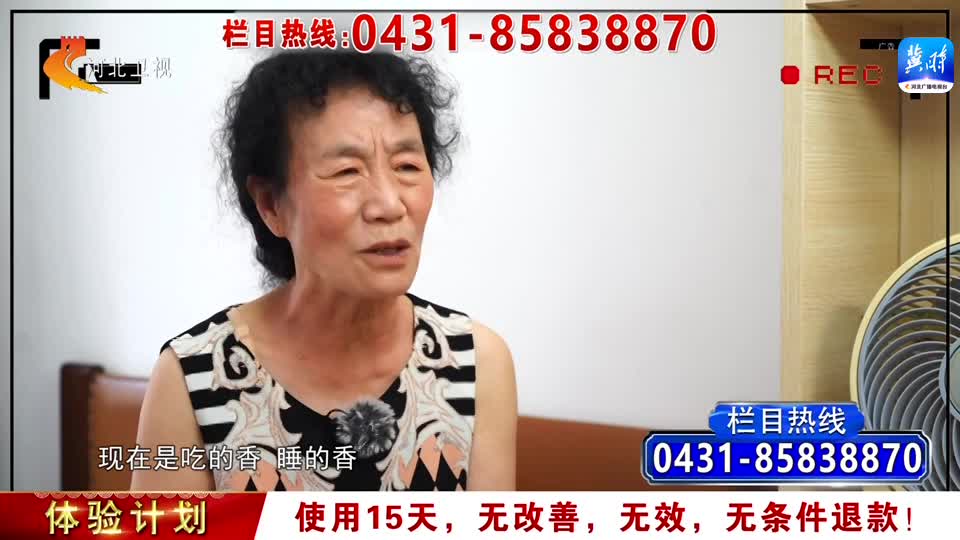 栏目热线:0431-85838870
河北卫视
广告
REC
冀时
河北广播电视台
现在是吃的香 睡的香
栏目热线
0431-85838870
体验计划
使用15天，无改善，无效，无条件退款！